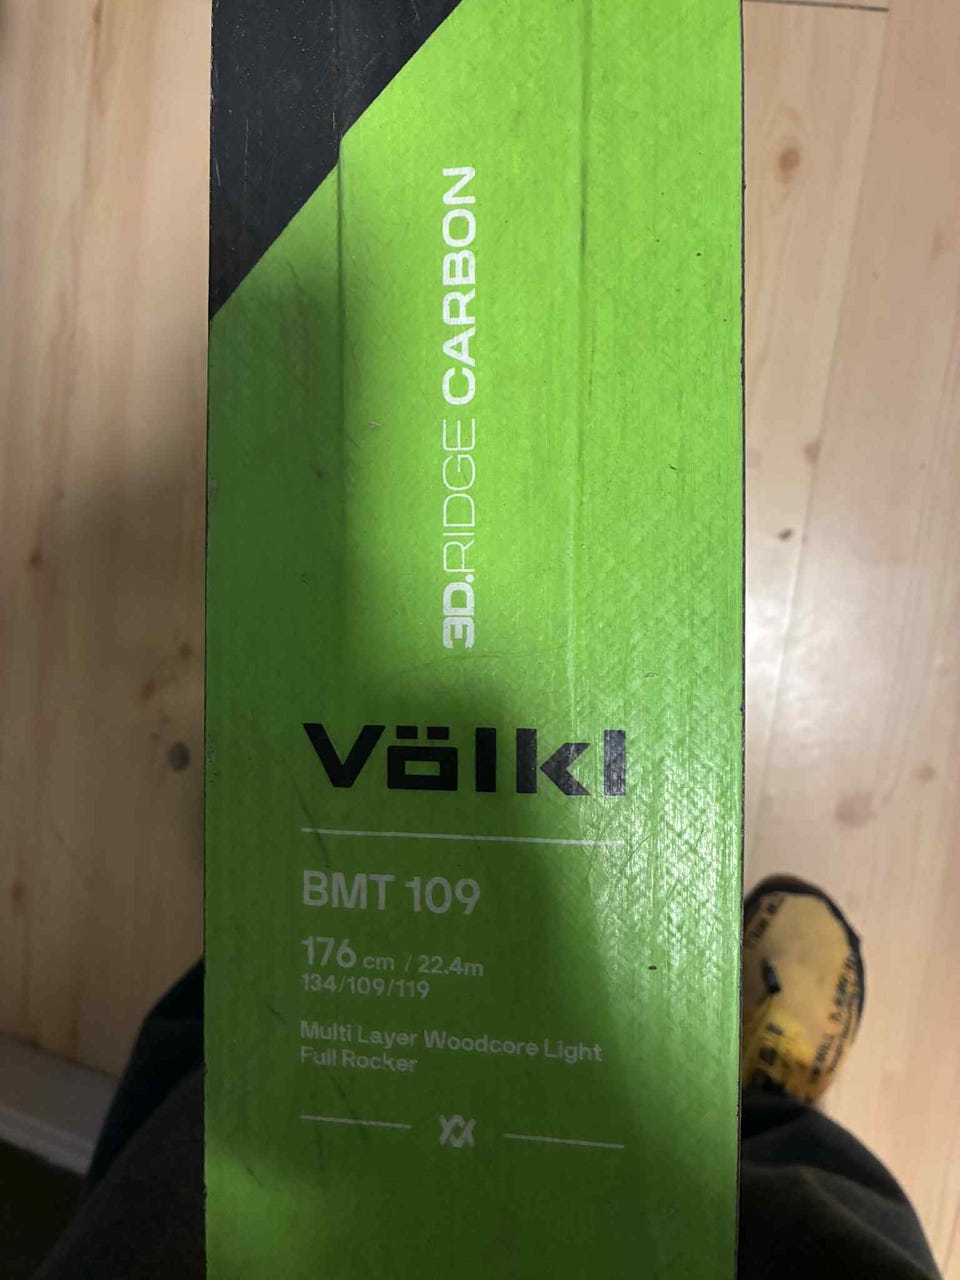 3D.RIDGE CARBON
Völkl
BMT 109
176 cm / 22.4m
134/109/119
Multi Layer Woodcore Light
Full Rocker